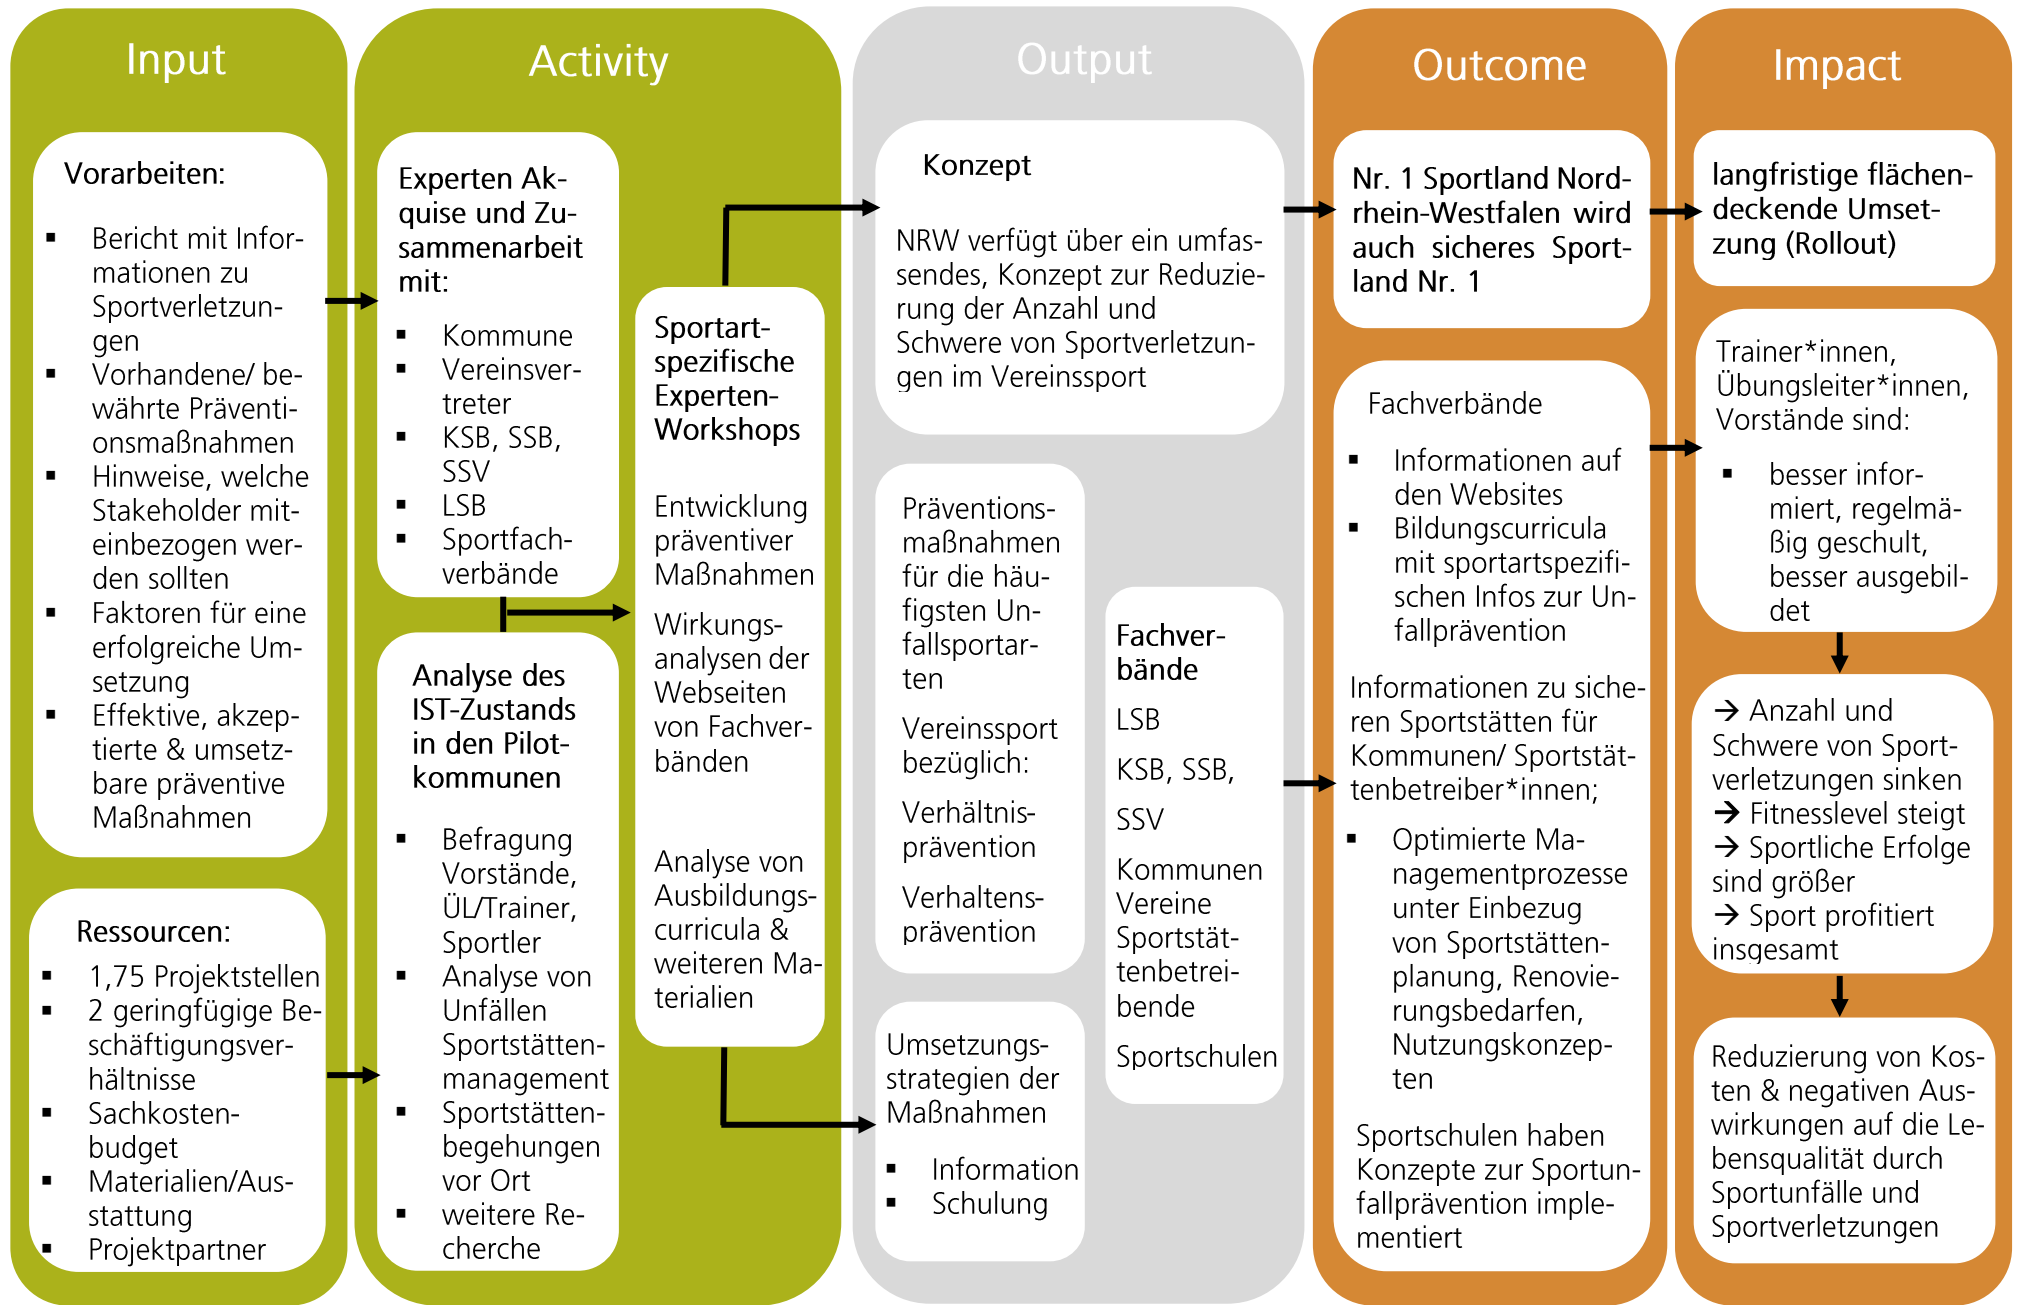 Input
Vorarbeiten:
▪ Bericht mit Infor-
mationen zu
Sportverletzun-
gen
▪ Vorhandene/ be-
währte Präventi-
onsmaßnahmen
▪ Hinweise, welche
Stakeholder mit-
einbezogen wer-
den sollten
▪ Faktoren für eine
erfolgreiche Um-
setzung
▪ Effektive, akzep-
tierte & umsetz-
bare präventive
Maßnahmen
Ressourcen:
▪ 1,75 Projektstellen
▪ 2 geringfügige Be-
schäftigungsver-
hältnisse
▪ Sachkosten-
budget
▪ Materialien/Aus-
stattung
▪ Projektpartner
Activity
Experten Ak-
quise und Zu-
sammenarbeit
mit:
▪ Kommune
▪ Vereinsver-
treter
▪ KSB, SSB,
SSV
▪ LSB
▪ Sportfach-
verbände
Analyse des
IST-Zustands
in den Pilot-
kommunen
▪ Befragung
Vorstände,
ÜL/Trainer,
Sportler
▪ Analyse von
Unfällen
Sportstätten-
management
▪ Sportstätten-
begehungen
vor Ort
▪ weitere Re-
cherche
Sportart-
spezifische
Experten-
Workshops
Entwicklung
präventiver
Maßnahmen
Wirkungs-
analysen der
Webseiten
von Fachver-
bänden
Analyse von
Ausbildungs-
curricula &
weiteren Ma-
terialien
Output
Konzept
NRW verfügt über ein umfas-
sendes, Konzept zur Reduzie-
rung der Anzahl und
Schwere von Sportverletzun-
gen im Vereinssport
Präventions-
maßnahmen
für die häu-
figsten Un-
fallsportar-
ten
Vereinssport
bezüglich:
Verhältnis-
prävention
Verhaltens-
prävention
Umsetzungs-
strategien der
Maßnahmen
▪ Information
▪ Schulung
Fachver-
bände
LSB
KSB, SSB,
SSV
Kommunen
Vereine
Sportstät-
tenbetrei-
bende
Sportschulen
Outcome
Nr. 1 Sportland Nord-
rhein-Westfalen wird
auch sicheres Sport-
land Nr. 1
Fachverbände
▪ Informationen auf
den Websites
▪ Bildungscurricula
mit sportartspezifi-
schen Infos zur Un-
fallprävention
Informationen zu siche-
ren Sportstätten für
Kommunen/ Sportstät-
tenbetreiber*innen;
▪ Optimierte Ma-
nagementprozesse
unter Einbezug
von Sportstätten-
planung, Renovie-
rungsbedarfen,
Nutzungskonzep-
ten
Sportschulen haben
Konzepte zur Sportun-
fallprävention imple-
mentiert
Impact
langfristige flächen-
deckende Umset-
zung (Rollout)
Trainer*innen,
Übungsleiter*innen,
Vorstände sind:
▪ besser infor-
miert, regelmä-
ßig geschult,
besser ausgebil-
det
→ Anzahl und
Schwere von Sport-
verletzungen sinken
→ Fitnesslevel steigt
→ Sportliche Erfolge
sind größer
→ Sport profitiert
insgesamt
Reduzierung von Kos-
ten & negativen Aus-
wirkungen auf die Le-
bensqualität durch
Sportunfälle und
Sportverletzungen